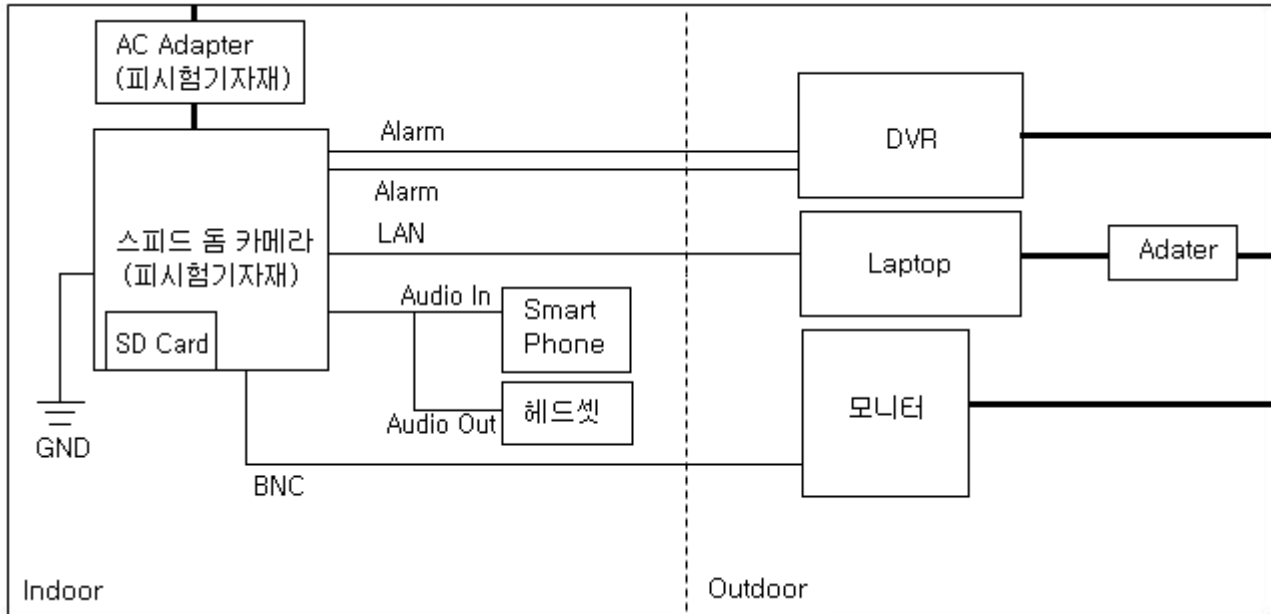 AC Adapter
(피시험기자재)
스피드 돔 카메라
(피시험기자재)
SD Card
GND
Alarm
Alarm
LAN
Audio In
Smart
Phone
Audio Out
헤드셋
BNC
DVR
Laptop
Adater
모니터
Indoor
Outdoor